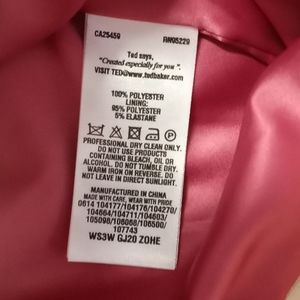 CA25459 RN95229
Ted says,
"Created especially for you".
VISIT TED@www.tedbaker.com
100% POLYESTER
LINING:
95% POLYESTER
5% ELASTANE
PROFESSIONAL DRY CLEAN ONLY.
DO NOT USE PRODUCTS
CONTAINING BLEACH, OIL OR
ALCOHOL. DO NOT TUMBLE DRY.
WARM IRON ON REVERSE. DO NOT
LEAVE IN DIRECT SUNLIGHT.
MANUFACTURED IN CHINA
MADE WITH CARE, WEAR WITH PRIDE
0614 104177/104176/104270/
104664/104711/104603/
105098/106068/106500/
107743
WS3W GJ20 ZOHE